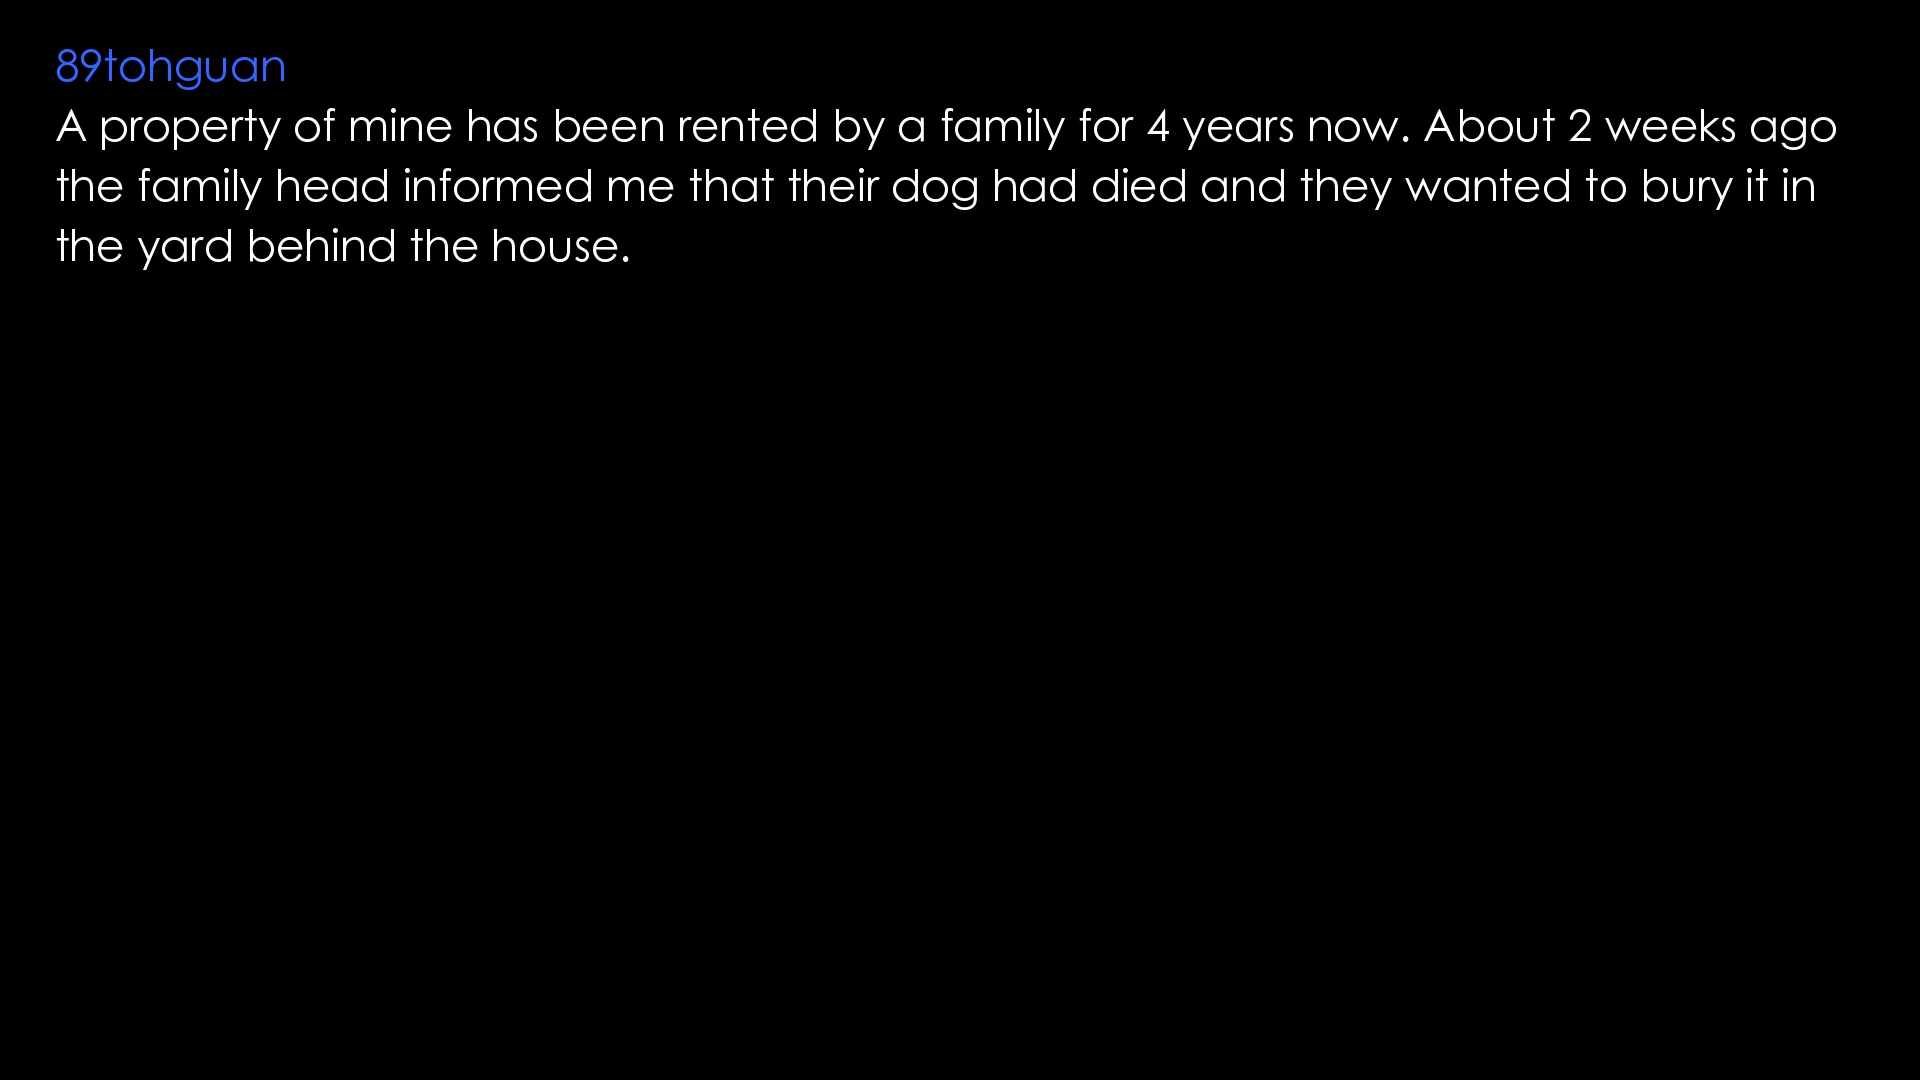 89tohguan
A property of mine has been rented by a family for 4 years now. About 2 weeks ago
the family head informed me that their dog had died and they wanted to bury it in
the yard behind the house.